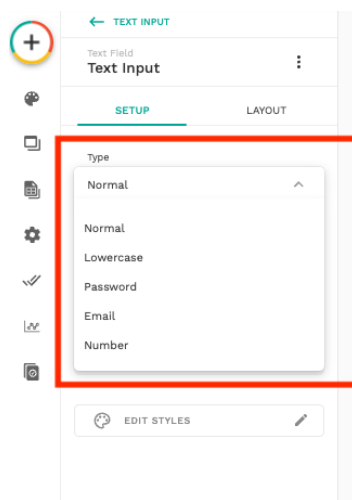 ← TEXT INPUT
Text Field
Text Input
SETUP LAYOUT
Type
Normal
Normal
Lowercase
Password
Email
Number
EDIT STYLES